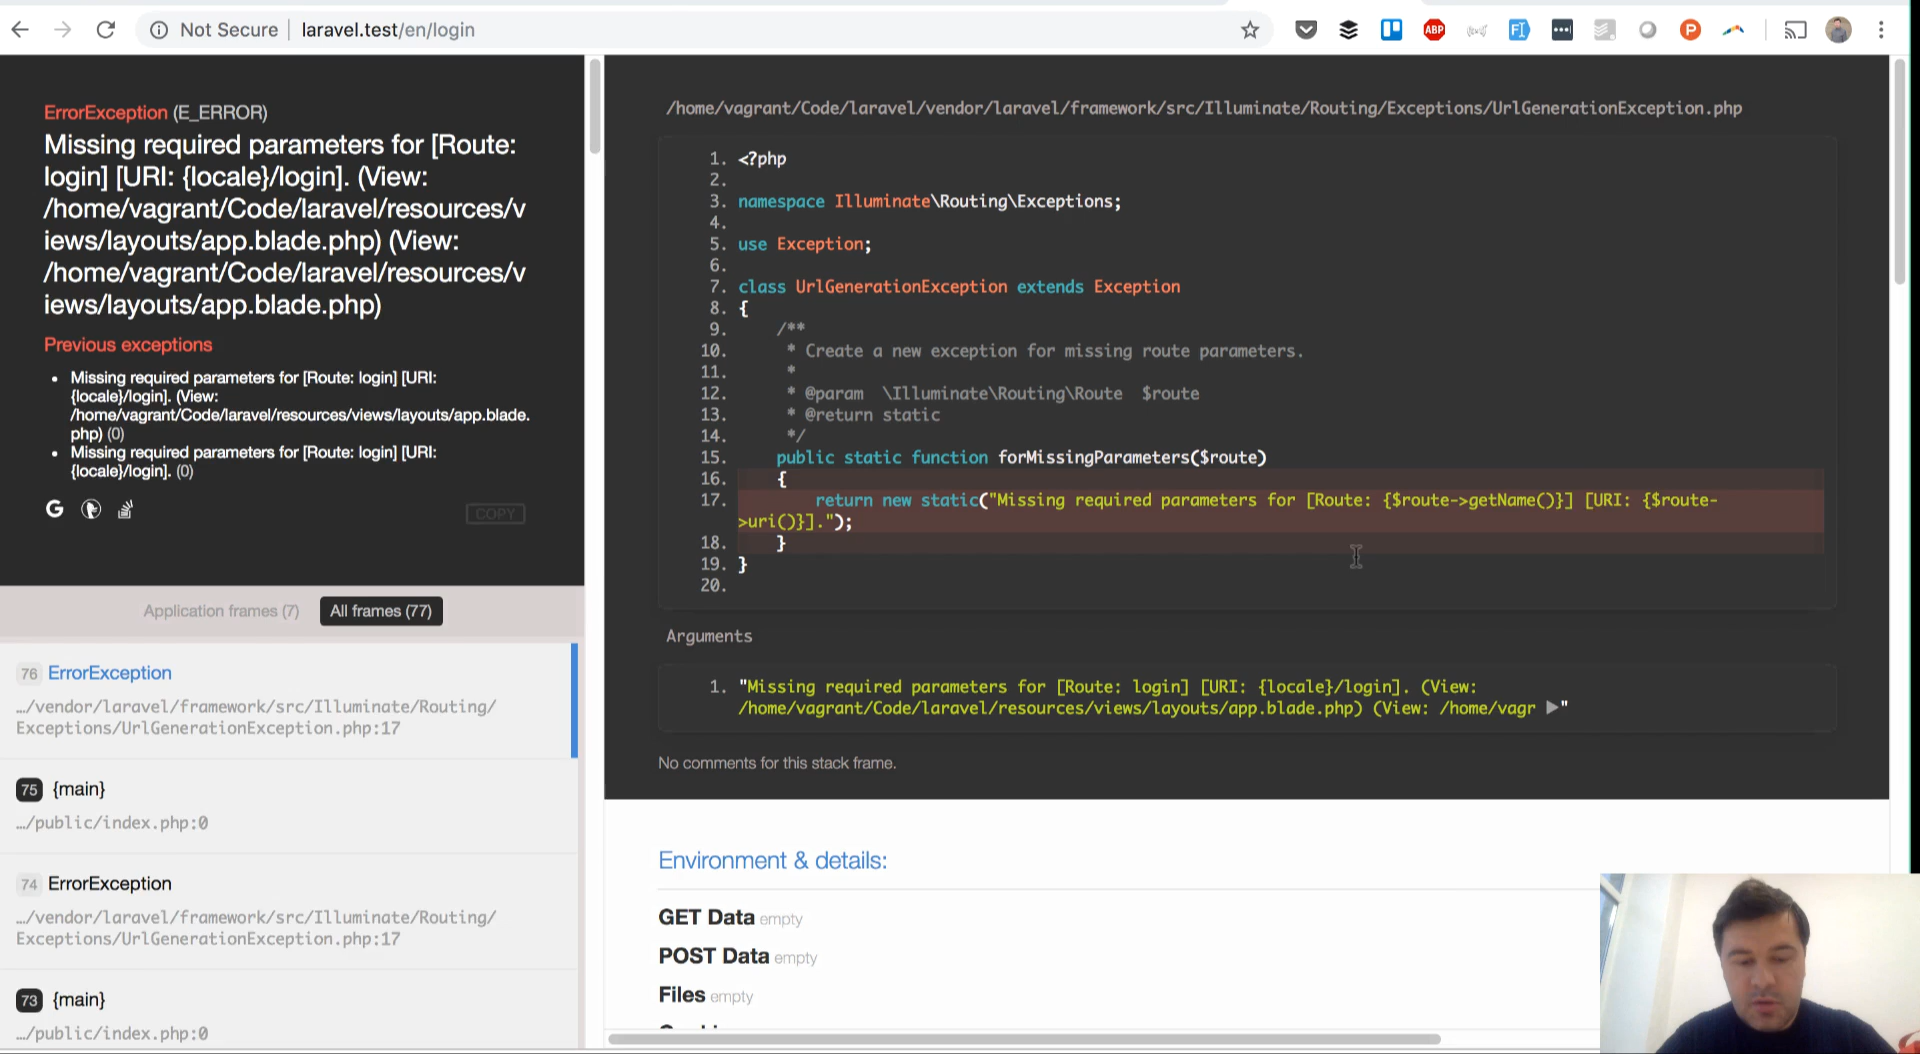 Not Secure | laravel.test/en/login
ABP
FI
P
ErrorException (E_ERROR)
Missing required parameters for [Route:
login] [URI: {locale}/login]. (View:
/home/vagrant/Code/laravel/resources/v
iews/layouts/app.blade.php) (View:
/home/vagrant/Code/laravel/resources/v
iews/layouts/app.blade.php)
Previous exceptions
• Missing required parameters for [Route: login] [URI:
{locale}/login]. (View:
/home/vagrant/Code/laravel/resources/views/layouts/app.blade.
php) (0)
• Missing required parameters for [Route: login] [URI:
{locale}/login]. (0)
G
COPY
Application frames (7)
All frames (77)
76 ErrorException
…/vendor/laravel/framework/src/Illuminate/Routing/
Exceptions/UrlGenerationException.php:17
75 {main}
…/public/index.php:0
74 ErrorException
…/vendor/laravel/framework/src/Illuminate/Routing/
Exceptions/UrlGenerationException.php:17
73 {main}
…/public/index.php:0
/home/vagrant/Code/laravel/vendor/laravel/framework/src/Illuminate/Routing/Exceptions/UrlGenerationException.php
1. <?php
2.
3. namespace Illuminate\Routing\Exceptions;
4.
5. use Exception;
6.
7. class UrlGenerationException extends Exception
8. {
9. /**
10. * Create a new exception for missing route parameters.
11. *
12. * @param  \Illuminate\Routing\Route  $route
13. * @return static
14. */
15. public static function forMissingParameters($route)
16. {
17. return new static("Missing required parameters for [Route: {$route->getName()}] [URI: {$route-
>uri()}].");
18. }
19. }
20.
Arguments
1. "Missing required parameters for [Route: login] [URI: {locale}/login]. (View:
/home/vagrant/Code/laravel/resources/views/layouts/app.blade.php) (View: /home/vagr ▶"
No comments for this stack frame.
Environment & details:
GET Data empty
POST Data empty
Files empty